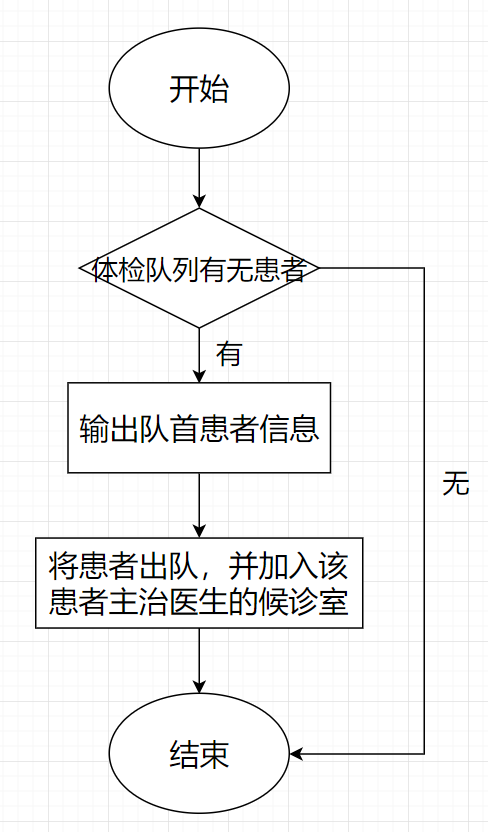 开始
体检队列有无患者
有
输出队首患者信息
无
将患者出队，并加入该
患者主治医生的候诊室
结束